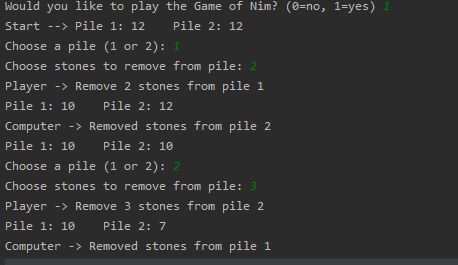 Would you like to play the Game of Nim? (0=no, 1=yes) 1
Start --> Pile 1: 12    Pile 2: 12
Choose a pile (1 or 2): 1
Choose stones to remove from pile: 2
Player -> Remove 2 stones from pile 1
Pile 1: 10    Pile 2: 12
Computer -> Removed stones from pile 2
Pile 1: 10    Pile 2: 10
Choose a pile (1 or 2): 2
Choose stones to remove from pile: 3
Player -> Remove 3 stones from pile 2
Pile 1: 10    Pile 2: 7
Computer -> Removed stones from pile 1